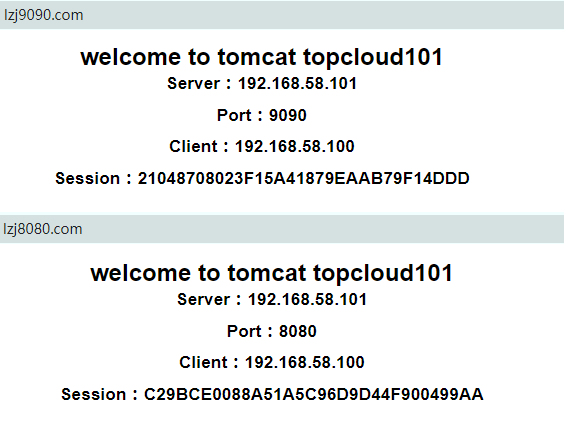 lzj9090.com
welcome to tomcat topcloud101
Server：192.168.58.101
Port：9090
Client：192.168.58.100
Session：21048708023F15A41879EAAB79F14DDD
lzj8080.com
welcome to tomcat topcloud101
Server：192.168.58.101
Port：8080
Client：192.168.58.100
Session：C29BCE0088A51A5C96D9D44F900499AA